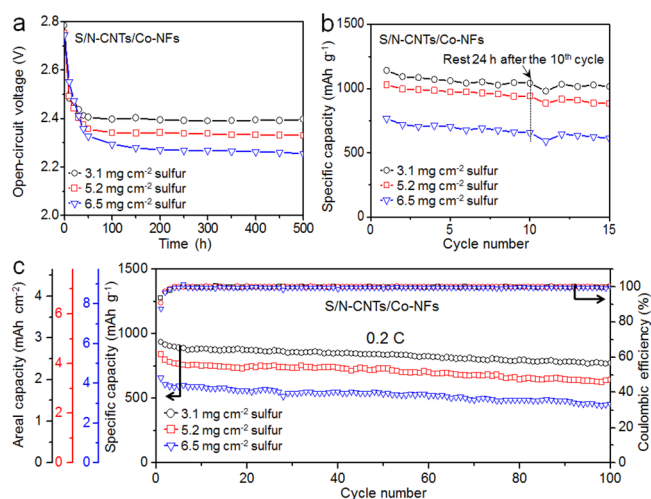 a
S/N-CNTs/Co-NFs
Open-circuit voltage (V)
2.8
2.6
2.4
2.2
2.0
3.1 mg cm⁻² sulfur
5.2 mg cm⁻² sulfur
6.5 mg cm⁻² sulfur
0 100 200 300 400 500
Time (h)
b
S/N-CNTs/Co-NFs
Rest 24 h after the 10ᵗʰ cycle
Specific capacity (mAh g⁻¹)
1500
1000
500
0
3.1 mg cm⁻² sulfur
5.2 mg cm⁻² sulfur
6.5 mg cm⁻² sulfur
0 5 10 15
Cycle number
c
Areal capacity (mAh cm⁻²)
4
3
2
1
0
7
6
4
3
1
0
8
6
4
2
0
Specific capacity (mAh g⁻¹)
1500
1250
1000
500
0
S/N-CNTs/Co-NFs
0.2 C
3.1 mg cm⁻² sulfur
5.2 mg cm⁻² sulfur
6.5 mg cm⁻² sulfur
100
80
60
40
20
0
Coulombic efficiency (%)
0 20 40 60 80 100
Cycle number